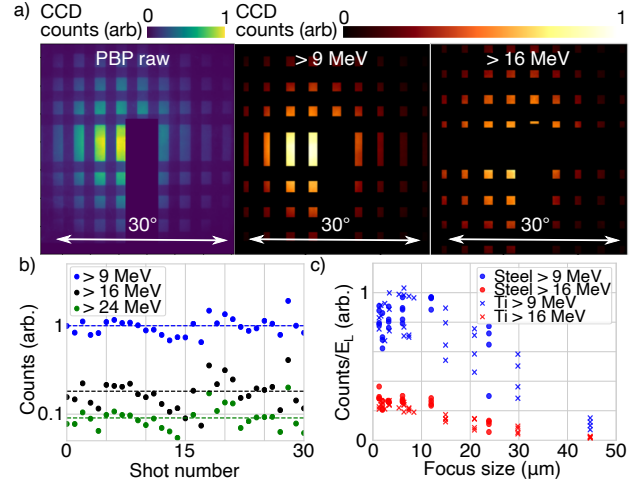 a)
CCD
counts (arb)
0 1
CCD
counts (arb)
0 1
PBP raw
> 9 MeV
> 16 MeV
30°
30°
30°
b)
> 9 MeV
> 16 MeV
> 24 MeV
1
0.1
Counts (arb.)
0 15 30
Shot number
c)
Steel > 9 MeV
Steel > 16 MeV
Ti > 9 MeV
Ti > 16 MeV
1
0
Counts/E_L (arb.)
0 10 20 30 40 50
Focus size (μm)